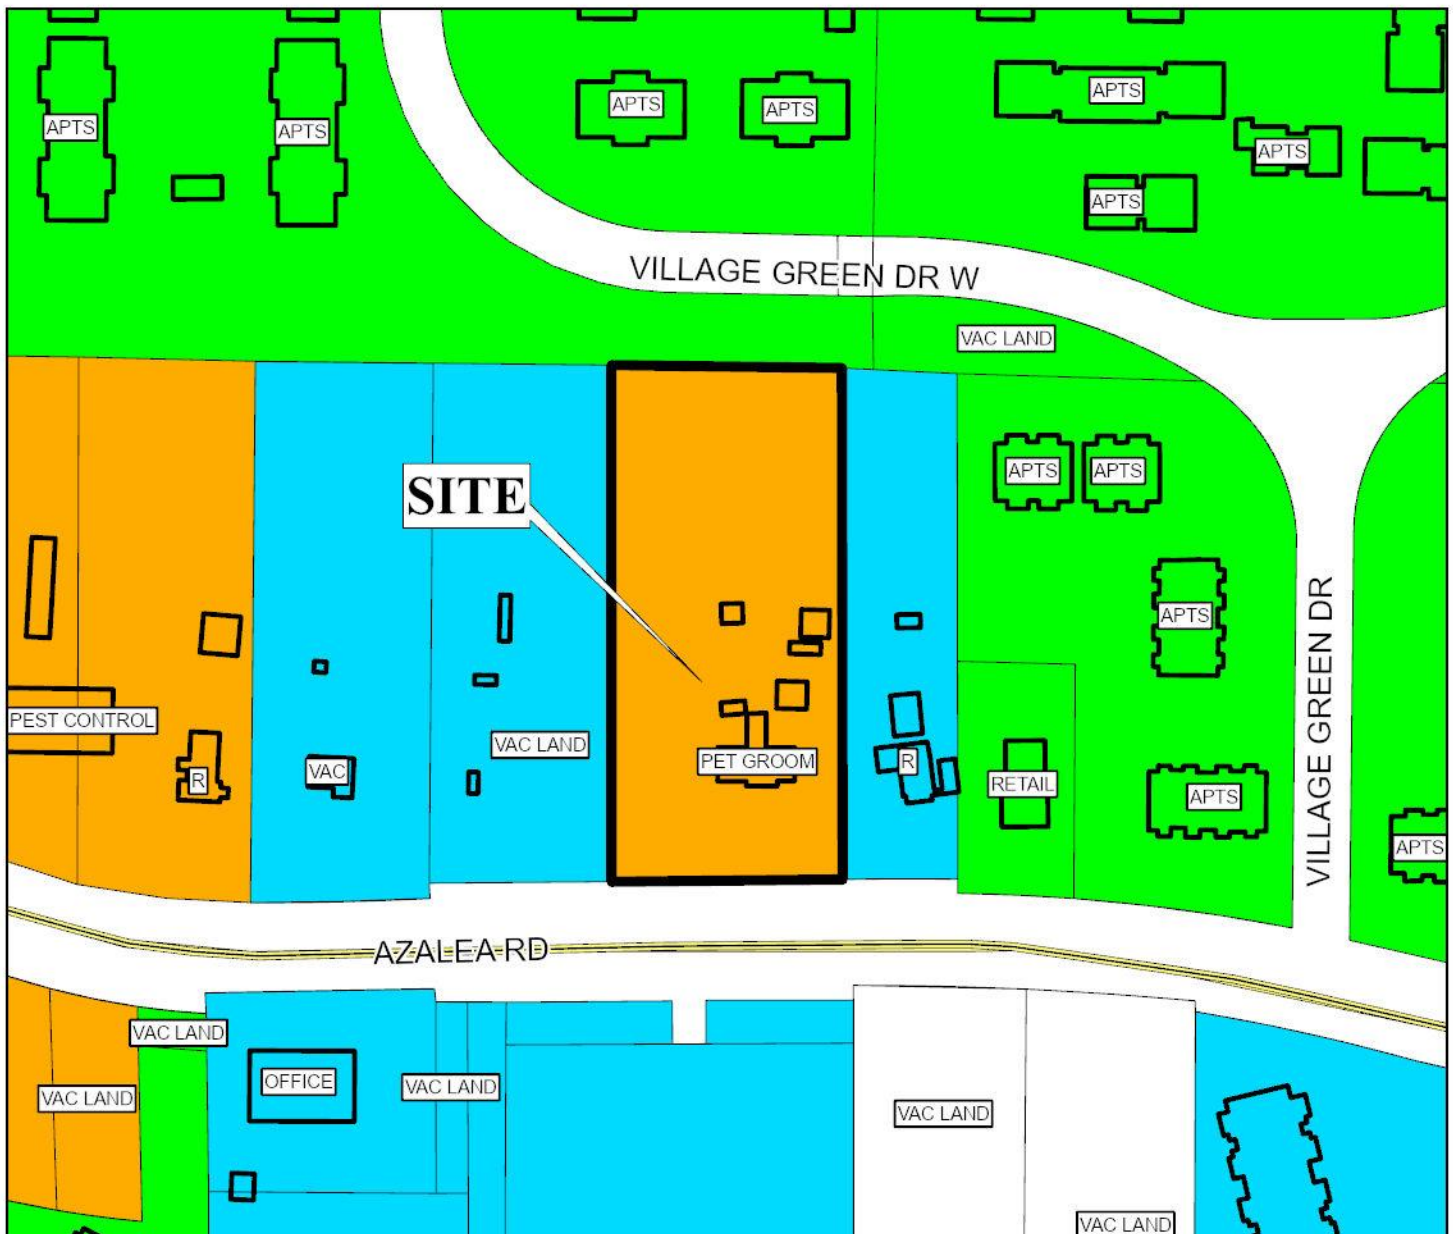 APTS
APTS
APTS
APTS
APTS
APTS
APTS
VILLAGE GREEN DR W
VAC LAND
SITE
APTS
APTS
APTS
VILLAGE GREEN DR
PEST CONTROL
R
VAC
VAC LAND
PET GROOM
R
RETAIL
APTS
APTS
AZALEA RD
VAC LAND
VAC LAND
OFFICE
VAC LAND
VAC LAND
VAC LAND